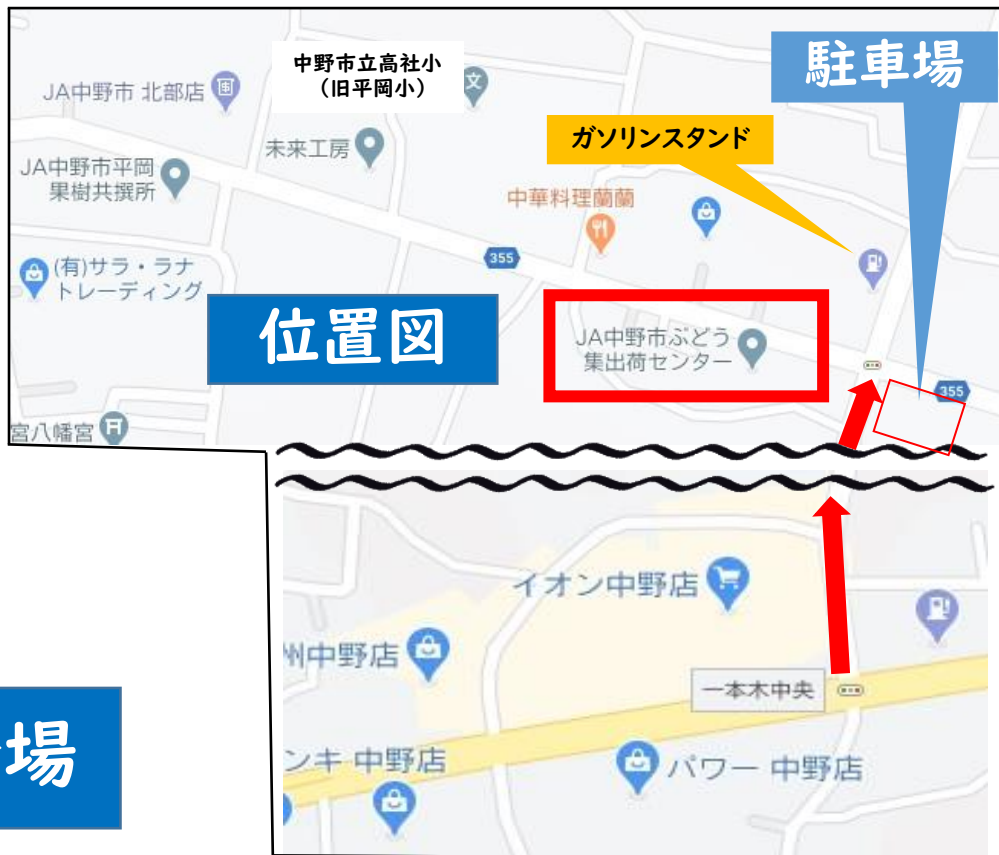 駐車場
中野市立高社小
(旧平岡小)
JA中野市 北部店
ガソリンスタンド
未来工房
JA中野市平岡
果樹共撰所
中華料理蘭蘭
355
(有)サラ・ラナ
トレーディング
位置図
JA中野市ぶどう
集出荷センター
355
宮八幡宮
イオン中野店
州中野店
一本木中央
場
ンキ 中野店
パワー 中野店